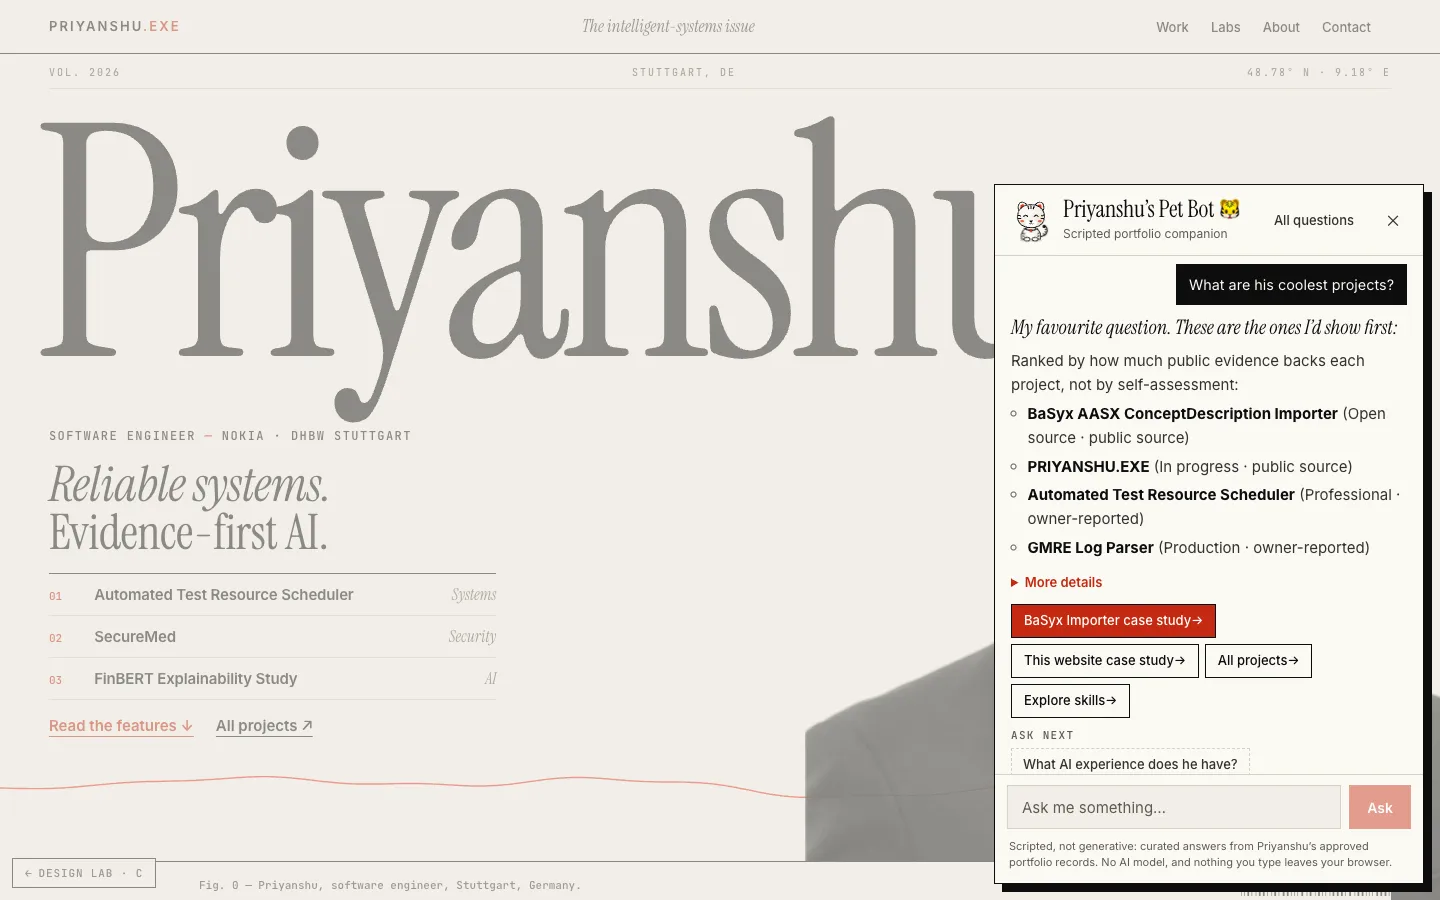 PRIYANSHU.EXE
The intelligent-systems issue
Work Labs About Contact
VOL. 2026
STUTTGART, DE
48.78° N · 9.18° E
Priyanshu
SOFTWARE ENGINEER — NOKIA · DHBW STUTTGART
Reliable systems.
Evidence-first AI.
01 Automated Test Resource Scheduler Systems
02 SecureMed Security
03 FinBERT Explainability Study AI
Read the features ↓ All projects ↗
← DESIGN LAB · C
Fig. 0 — Priyanshu, software engineer, Stuttgart, Germany.
Priyanshu’s Pet Bot 🐯
Scripted portfolio companion
All questions
What are his coolest projects?
My favourite question. These are the ones I’d show first:
Ranked by how much public evidence backs each
project, not by self-assessment:
BaSyx AASX ConceptDescription Importer (Open
source · public source)
PRIYANSHU.EXE (In progress · public source)
Automated Test Resource Scheduler (Professional ·
owner-reported)
GMRE Log Parser (Production · owner-reported)
More details
BaSyx Importer case study→
This website case study→ All projects→
Explore skills→
ASK NEXT
What AI experience does he have?
Ask me something...
Ask
Scripted, not generative: curated answers from Priyanshu’s approved
portfolio records. No AI model, and nothing you type leaves your browser.